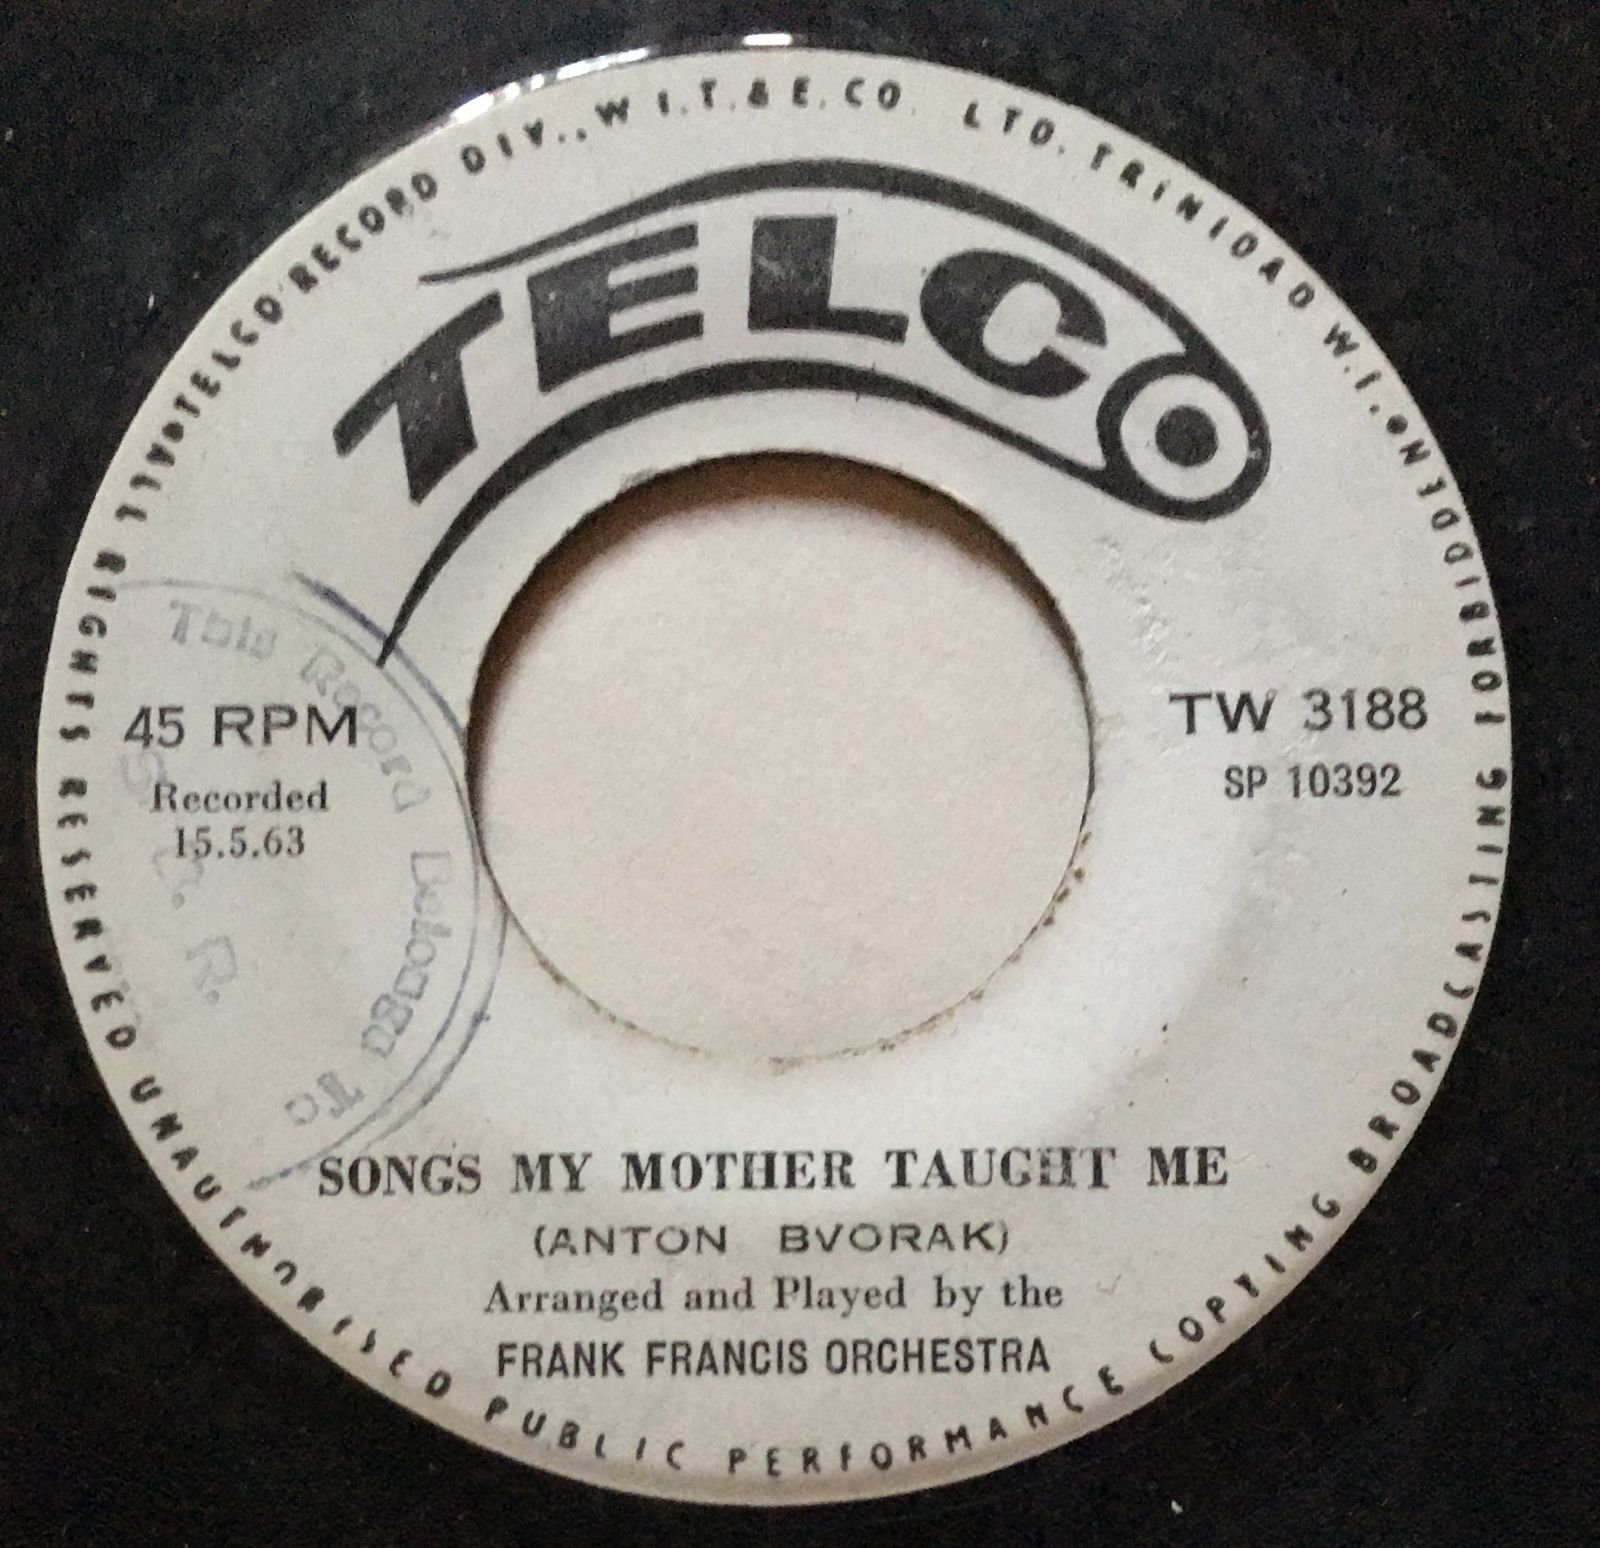 TELCO RECORD DIV., W I.T. & E. CO. LTD. TRINIDAD W.I.
TELCO
45 RPM
Recorded
15.5.63
TW 3188
SP 10392
This Record Belongs To
S. R.
SONGS MY MOTHER TAUGHT ME
(ANTON BVORAK)
Arranged and Played by the
FRANK FRANCIS ORCHESTRA
ALL RIGHTS RESERVED UNAUTHORISED PUBLIC PERFORMANCE COPYING BROADCASTING FORBIDDEN